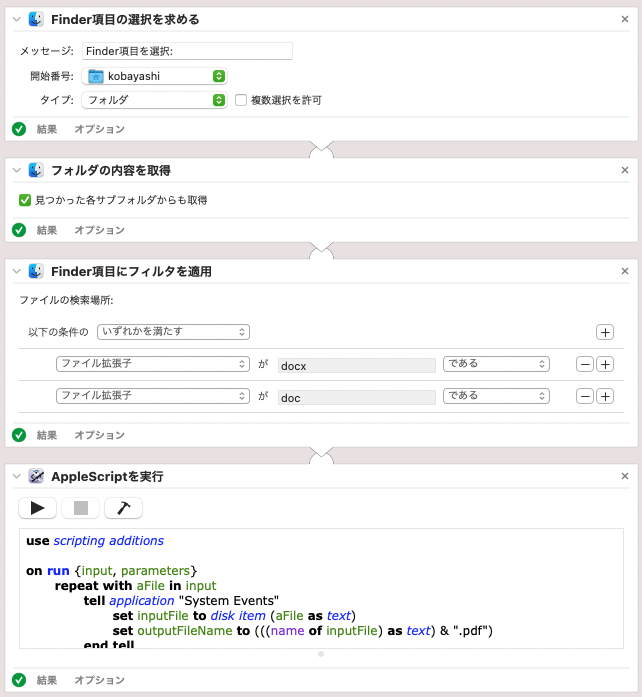 Finder項目の選択を求める
メッセージ: Finder項目を選択:
開始番号: kobayashi
タイプ: フォルダ 複数選択を許可
結果 オプション
フォルダの内容を取得
見つかった各サブフォルダからも取得
結果 オプション
Finder項目にフィルタを適用
ファイルの検索場所:
以下の条件の いずれかを満たす
ファイル拡張子 が docx である
ファイル拡張子 が doc である
結果 オプション
AppleScriptを実行
use scripting additions
on run {input, parameters}
repeat with aFile in input
tell application "System Events"
set inputFile to disk item (aFile as text)
set outputFileName to (((name of inputFile) as text) & ".pdf")
end tell
結果 オプション